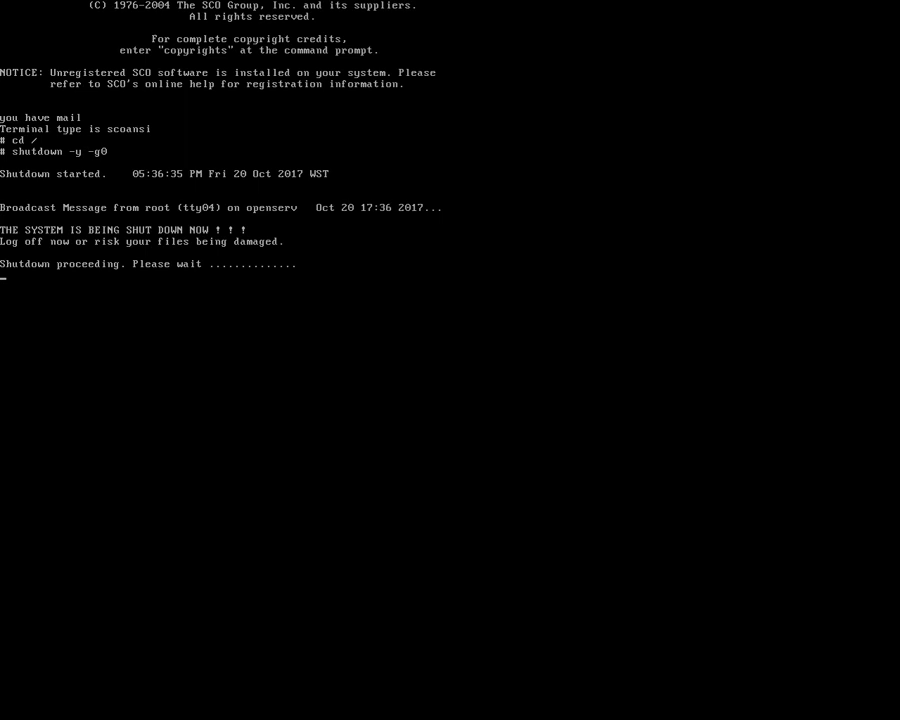 (C) 1976-2004 The SCO Group, Inc. and its suppliers.
All rights reserved.
For complete copyright credits,
enter "copyrights" at the command prompt.
NOTICE: Unregistered SCO software is installed on your system. Please
refer to SCO's online help for registration information.
you have mail
Terminal type is scoansi
# cd /
# shutdown -y -g0
Shutdown started.    05:36:35 PM Fri 20 Oct 2017 WST
Broadcast Message from root (tty04) on openserv   Oct 20 17:36 2017...
THE SYSTEM IS BEING SHUT DOWN NOW ! ! !
Log off now or risk your files being damaged.
Shutdown proceeding. Please wait ..............